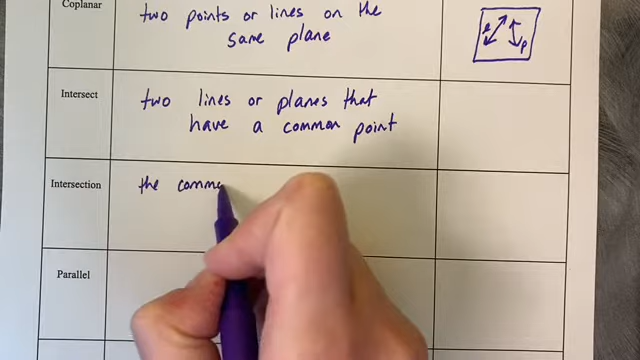 Coplanar
two points or lines on the
same plane
l
p
Intersect
two lines or planes that
have a common point
Intersection
the comm
Parallel